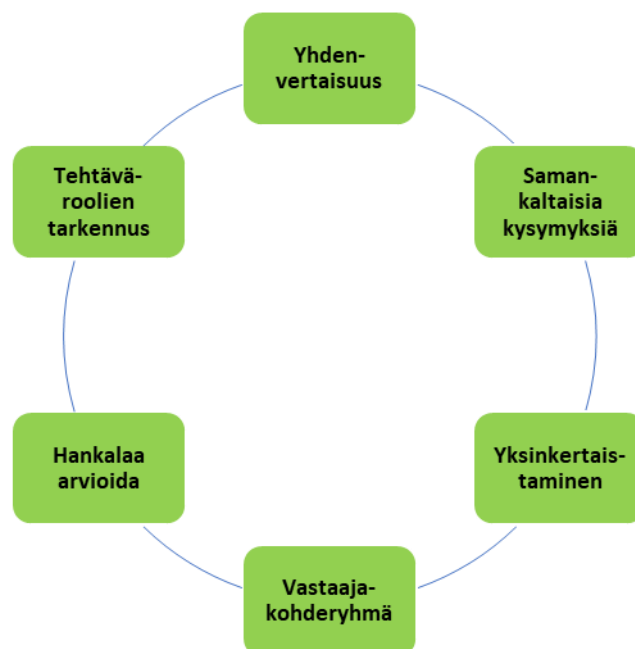 Yhden-
vertaisuus
Saman-
kaltaisia
kysymyksiä
Yksinkertais-
taminen
Vastaaja-
kohderyhmä
Hankalaa
arvioida
Tehtävä-
roolien
tarkennus